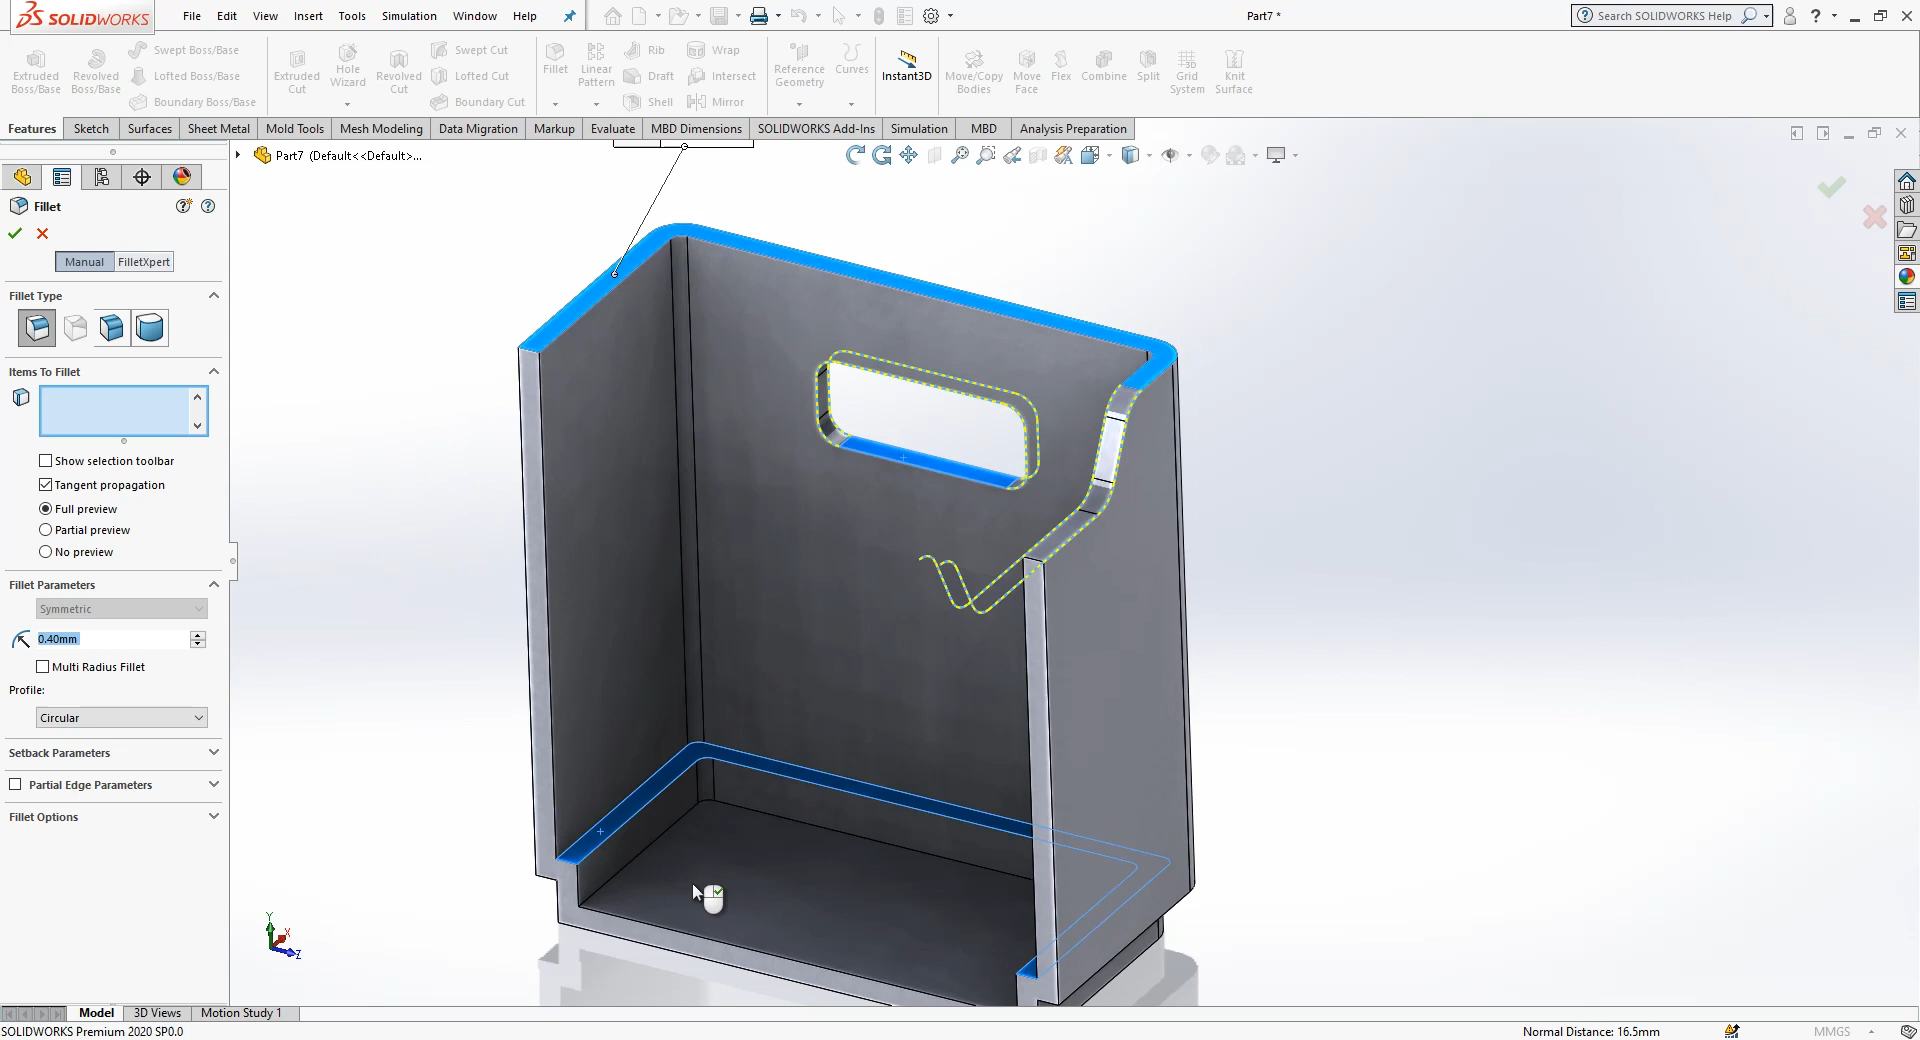 SOLIDWORKS File Edit View Insert Tools Simulation Window Help Part7 * Search SOLIDWORKS Help ?
Extruded Boss/Base
Revolved Boss/Base
Swept Boss/Base
Lofted Boss/Base
Boundary Boss/Base
Extruded Cut
Hole Wizard
Revolved Cut
Swept Cut
Lofted Cut
Boundary Cut
Fillet
Linear Pattern
Rib
Draft
Shell
Wrap
Intersect
Mirror
Reference Geometry
Curves
Instant3D
Move/Copy Bodies
Move Face
Flex
Combine
Split
Grid System
Knit Surface
Features Sketch Surfaces Sheet Metal Mold Tools Mesh Modeling Data Migration Markup Evaluate MBD Dimensions SOLIDWORKS Add-Ins Simulation MBD Analysis Preparation
Part7 (Default<<Default>...
Fillet
Manual FilletXpert
Fillet Type
Items To Fillet
Show selection toolbar
Tangent propagation
Full preview
Partial preview
No preview
Fillet Parameters
Symmetric
0.40mm
Multi Radius Fillet
Profile:
Circular
Setback Parameters
Partial Edge Parameters
Fillet Options
Y
X
Z
Model 3D Views Motion Study 1
SOLIDWORKS Premium 2020 SP0.0 Normal Distance: 16.5mm MMGS